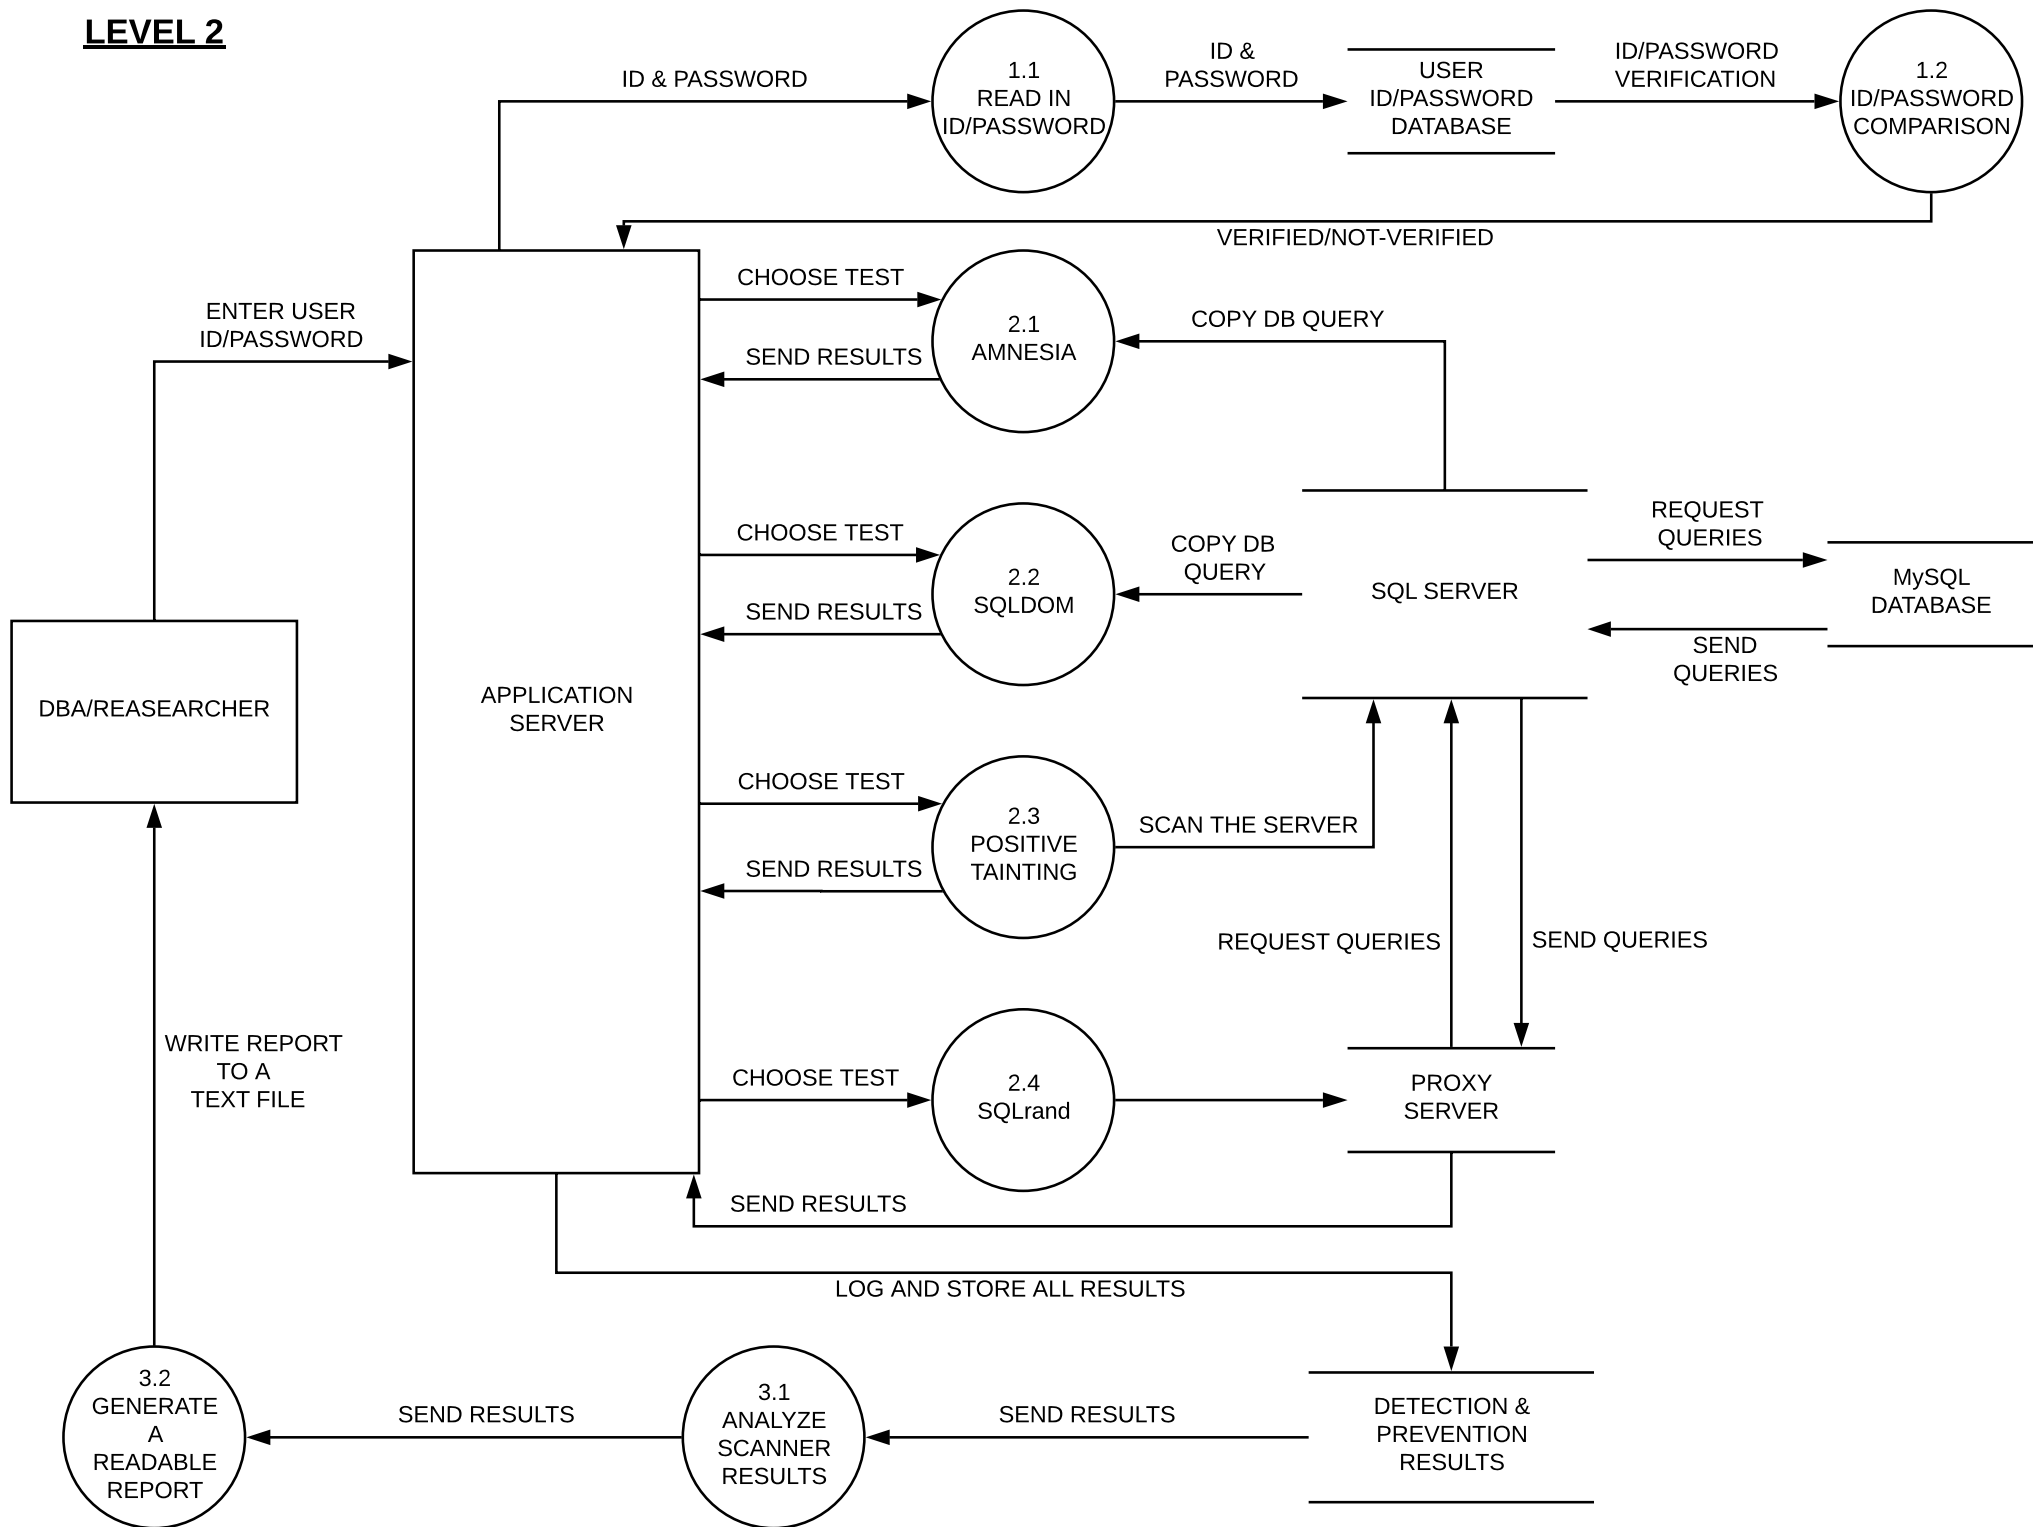 LEVEL 2
ID & PASSWORD
1.1
READ IN
ID/PASSWORD
ID &
PASSWORD
USER
ID/PASSWORD
DATABASE
ID/PASSWORD
VERIFICATION
1.2
ID/PASSWORD
COMPARISON
VERIFIED/NOT-VERIFIED
ENTER USER
ID/PASSWORD
CHOOSE TEST
SEND RESULTS
2.1
AMNESIA
COPY DB QUERY
CHOOSE TEST
SEND RESULTS
2.2
SQLDOM
COPY DB
QUERY
SQL SERVER
REQUEST
QUERIES
SEND
QUERIES
MySQL
DATABASE
DBA/REASEARCHER
APPLICATION
SERVER
CHOOSE TEST
SEND RESULTS
2.3
POSITIVE
TAINTING
SCAN THE SERVER
REQUEST QUERIES
SEND QUERIES
WRITE REPORT
TO A
TEXT FILE
CHOOSE TEST
2.4
SQLrand
PROXY
SERVER
SEND RESULTS
LOG AND STORE ALL RESULTS
3.2
GENERATE
A
READABLE
REPORT
SEND RESULTS
3.1
ANALYZE
SCANNER
RESULTS
SEND RESULTS
DETECTION &
PREVENTION
RESULTS